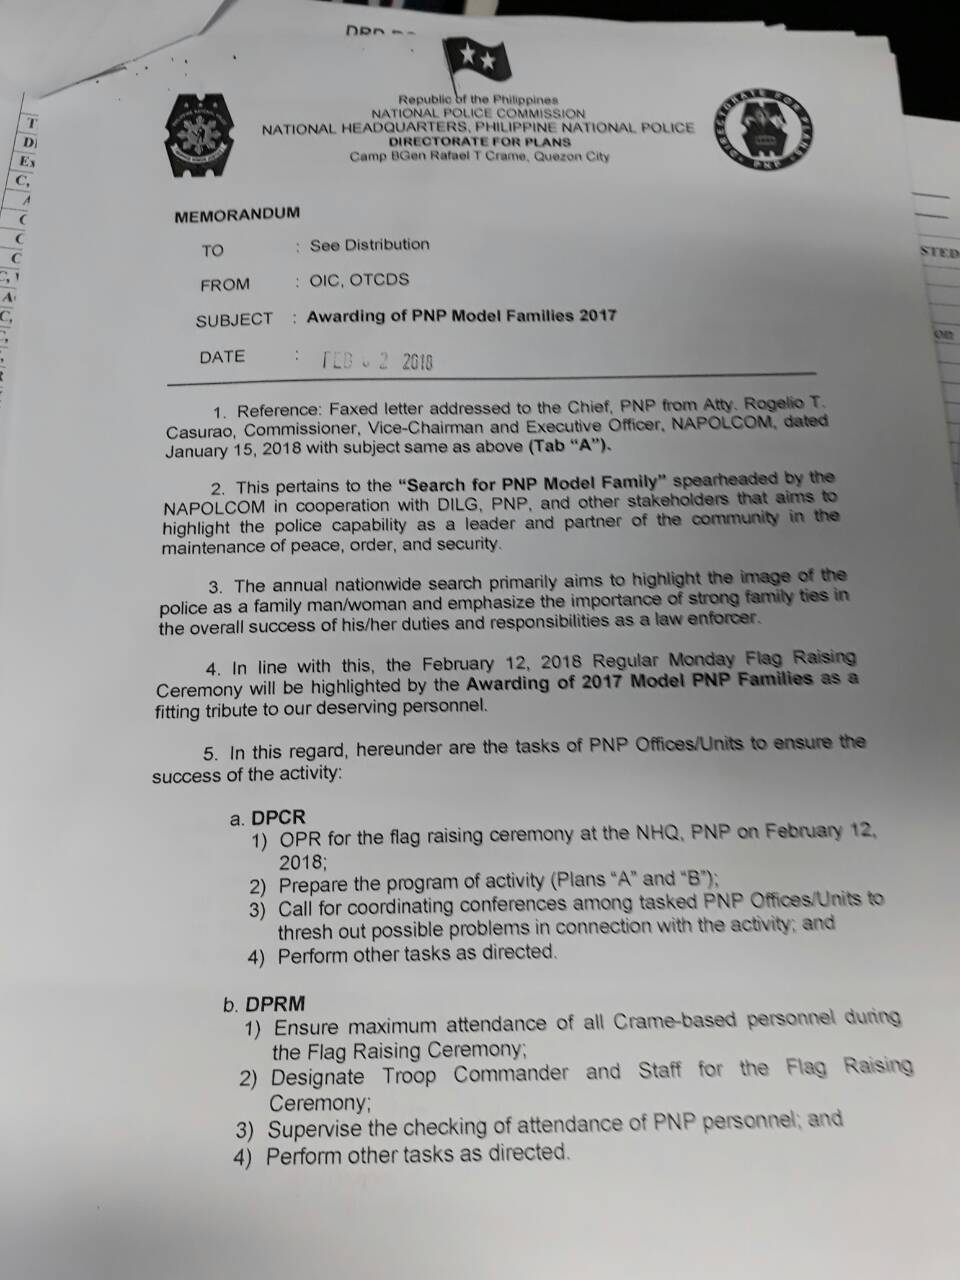 Republic of the Philippines
NATIONAL POLICE COMMISSION
NATIONAL HEADQUARTERS, PHILIPPINE NATIONAL POLICE
DIRECTORATE FOR PLANS
Camp BGen Rafael T Crame, Quezon City
DIRECTORATE FOR PLANS
PNP
MEMORANDUM
TO : See Distribution
FROM : OIC, OTCDS
SUBJECT : Awarding of PNP Model Families 2017
DATE : FEB 02 2018
1. Reference: Faxed letter addressed to the Chief, PNP from Atty. Rogelio T.
Casurao, Commissioner, Vice-Chairman and Executive Officer, NAPOLCOM, dated
January 15, 2018 with subject same as above (Tab “A”).
2. This pertains to the “Search for PNP Model Family” spearheaded by the
NAPOLCOM in cooperation with DILG, PNP, and other stakeholders that aims to
highlight the police capability as a leader and partner of the community in the
maintenance of peace, order, and security.
3. The annual nationwide search primarily aims to highlight the image of the
police as a family man/woman and emphasize the importance of strong family ties in
the overall success of his/her duties and responsibilities as a law enforcer.
4. In line with this, the February 12, 2018 Regular Monday Flag Raising
Ceremony will be highlighted by the Awarding of 2017 Model PNP Families as a
fitting tribute to our deserving personnel.
5. In this regard, hereunder are the tasks of PNP Offices/Units to ensure the
success of the activity:
a. DPCR
1) OPR for the flag raising ceremony at the NHQ, PNP on February 12,
2018;
2) Prepare the program of activity (Plans “A” and “B”);
3) Call for coordinating conferences among tasked PNP Offices/Units to
thresh out possible problems in connection with the activity; and
4) Perform other tasks as directed.
b. DPRM
1) Ensure maximum attendance of all Crame-based personnel during
the Flag Raising Ceremony;
2) Designate Troop Commander and Staff for the Flag Raising
Ceremony;
3) Supervise the checking of attendance of PNP personnel; and
4) Perform other tasks as directed.